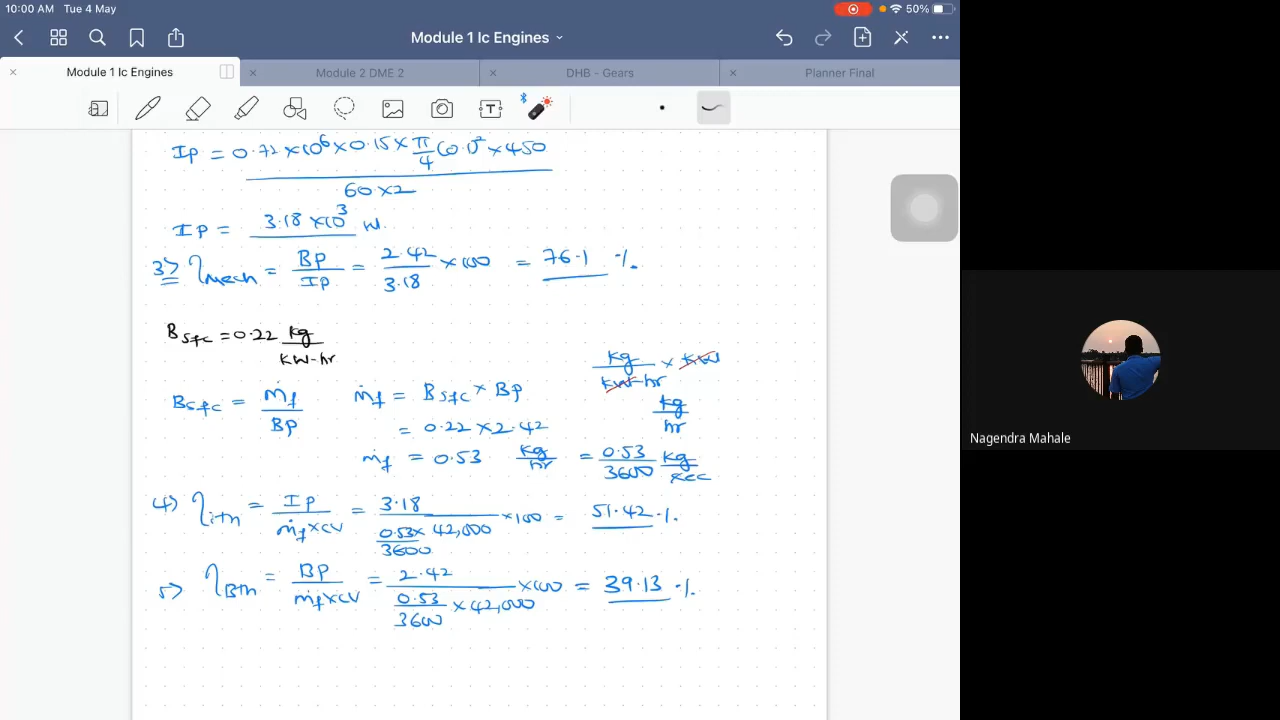 10:00 AM Tue 4 May
50%
Module 1 Ic Engines
Module 1 Ic Engines
Module 2 DME 2
DHB - Gears
Planner Final
IP = 0.72 × 10⁶ × 0.15 × π/4 (0.1)² × 450
60 × 2
IP = 3.18 × 10³ W.
3> ηmech = BP/IP = 2.42/3.18 × 100 = 76.1 %.
Bsfc = 0.22 kg/kW-hr
kg/kW-hr × kW
Bsfc = ṁf/BP
ṁf = Bsfc × BP
kg/hr
= 0.22 × 2.42
ṁf = 0.53 kg/hr = 0.53/3600 kg/sec
4) ηith = IP/ṁf×CV = 3.18/0.53/3600 × 42,000 × 100 = 51.42 %.
5> ηBth = BP/ṁf×CV = 2.42/0.53/3600 × 42,000 × 100 = 39.13 %.
Nagendra Mahale